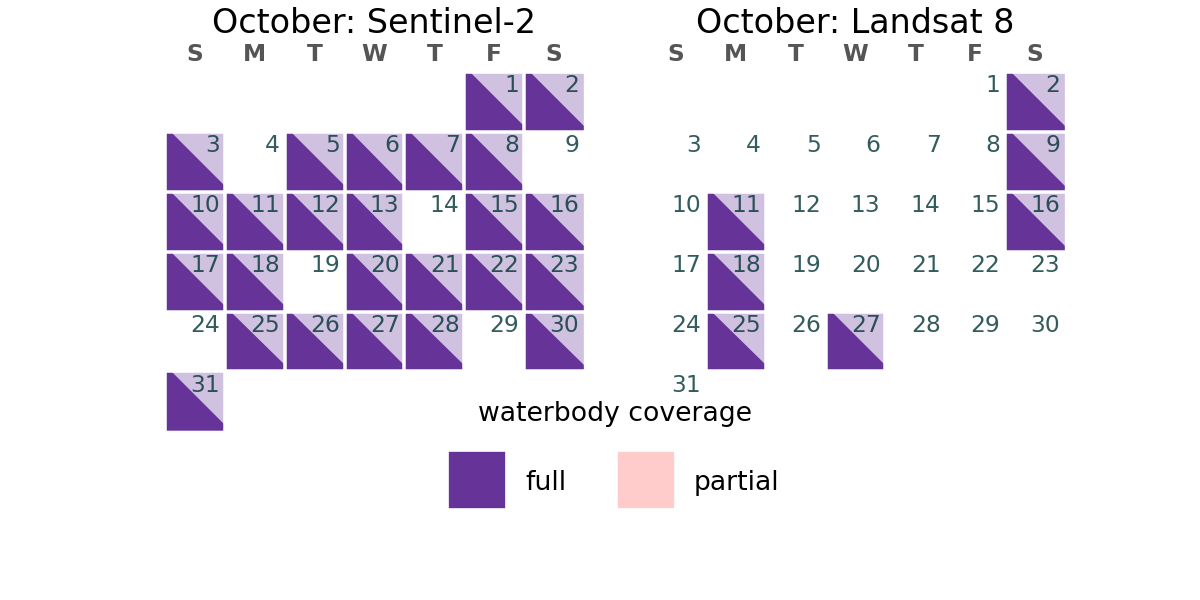 October: Sentinel-2
S M T W T F S
1 2
3 4 5 6 7 8 9
10 11 12 13 14 15 16
17 18 19 20 21 22 23
24 25 26 27 28 29 30
31
October: Landsat 8
S M T W T F S
1 2
3 4 5 6 7 8 9
10 11 12 13 14 15 16
17 18 19 20 21 22 23
24 25 26 27 28 29 30
31
waterbody coverage
full partial